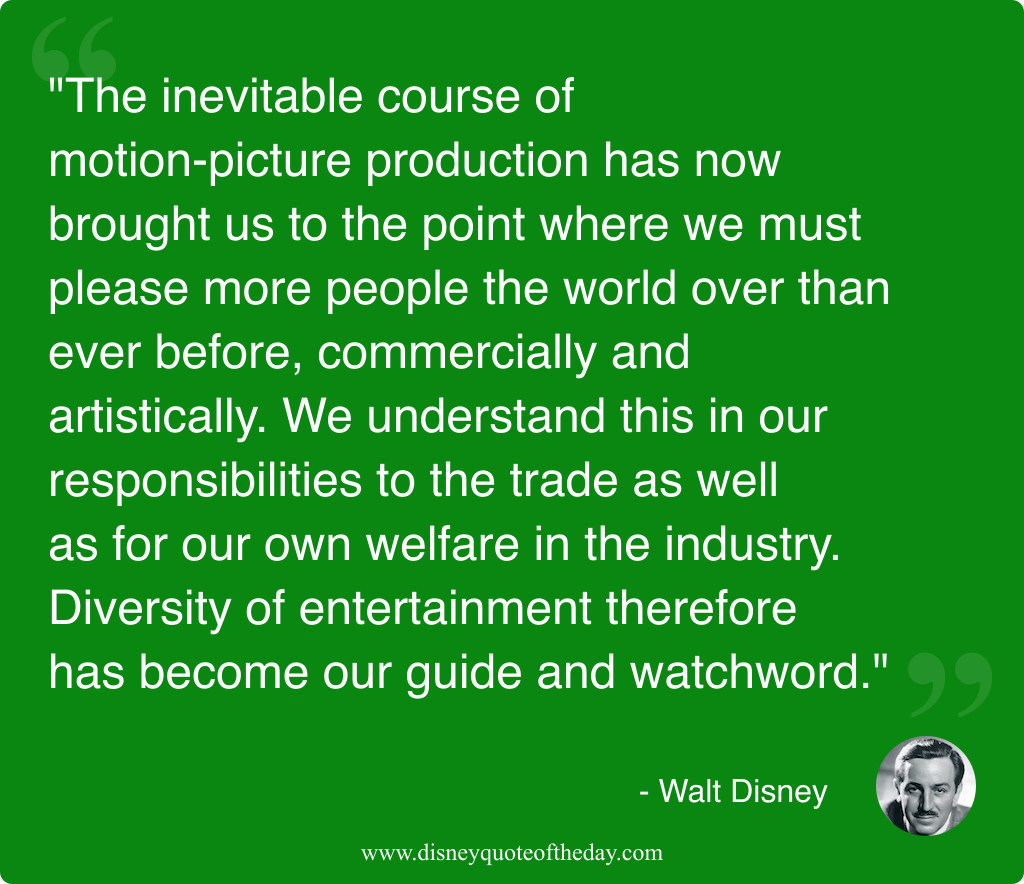 "The inevitable course of
motion-picture production has now
brought us to the point where we must
please more people the world over than
ever before, commercially and
artistically. We understand this in our
responsibilities to the trade as well
as for our own welfare in the industry.
Diversity of entertainment therefore
has become our guide and watchword."
- Walt Disney
www.disneyquoteoftheday.com